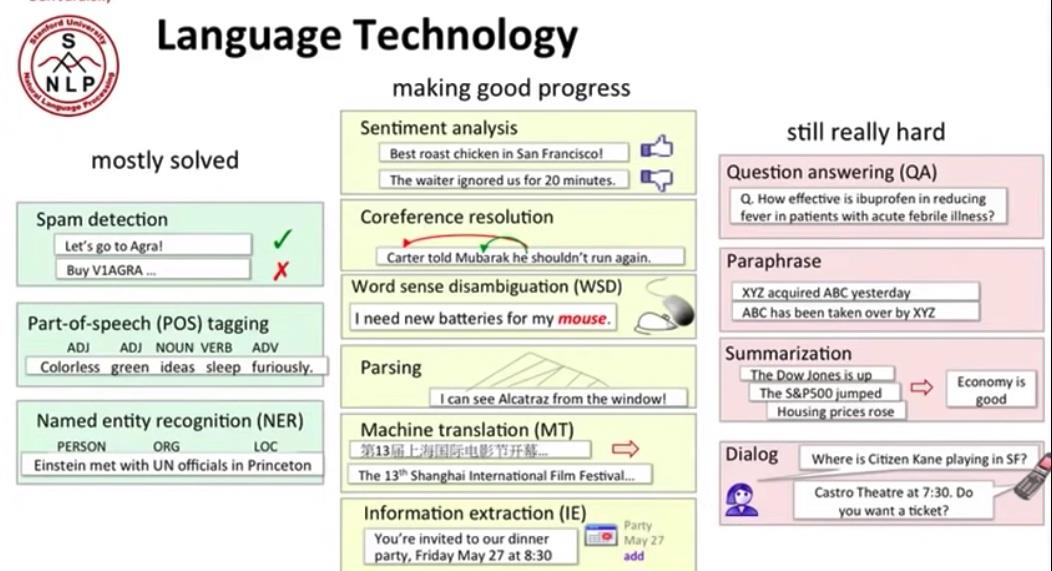 Stanford University
S
NLP
Natural Language Processing
Language Technology
mostly solved
Spam detection
Let's go to Agra!
Buy V1AGRA ...
Part-of-speech (POS) tagging
ADJ ADJ NOUN VERB ADV
Colorless green ideas sleep furiously.
Named entity recognition (NER)
PERSON ORG LOC
Einstein met with UN officials in Princeton
making good progress
Sentiment analysis
Best roast chicken in San Francisco!
The waiter ignored us for 20 minutes.
Coreference resolution
Carter told Mubarak he shouldn't run again.
Word sense disambiguation (WSD)
I need new batteries for my mouse.
Parsing
I can see Alcatraz from the window!
Machine translation (MT)
第13届上海国际电影节开幕...
The 13th Shanghai International Film Festival...
Information extraction (IE)
You're invited to our dinner
party, Friday May 27 at 8:30
Party
May 27
add
still really hard
Question answering (QA)
Q. How effective is ibuprofen in reducing
fever in patients with acute febrile illness?
Paraphrase
XYZ acquired ABC yesterday
ABC has been taken over by XYZ
Summarization
The Dow Jones is up
The S&P500 jumped
Housing prices rose
Economy is
good
Dialog
Where is Citizen Kane playing in SF?
Castro Theatre at 7:30. Do
you want a ticket?